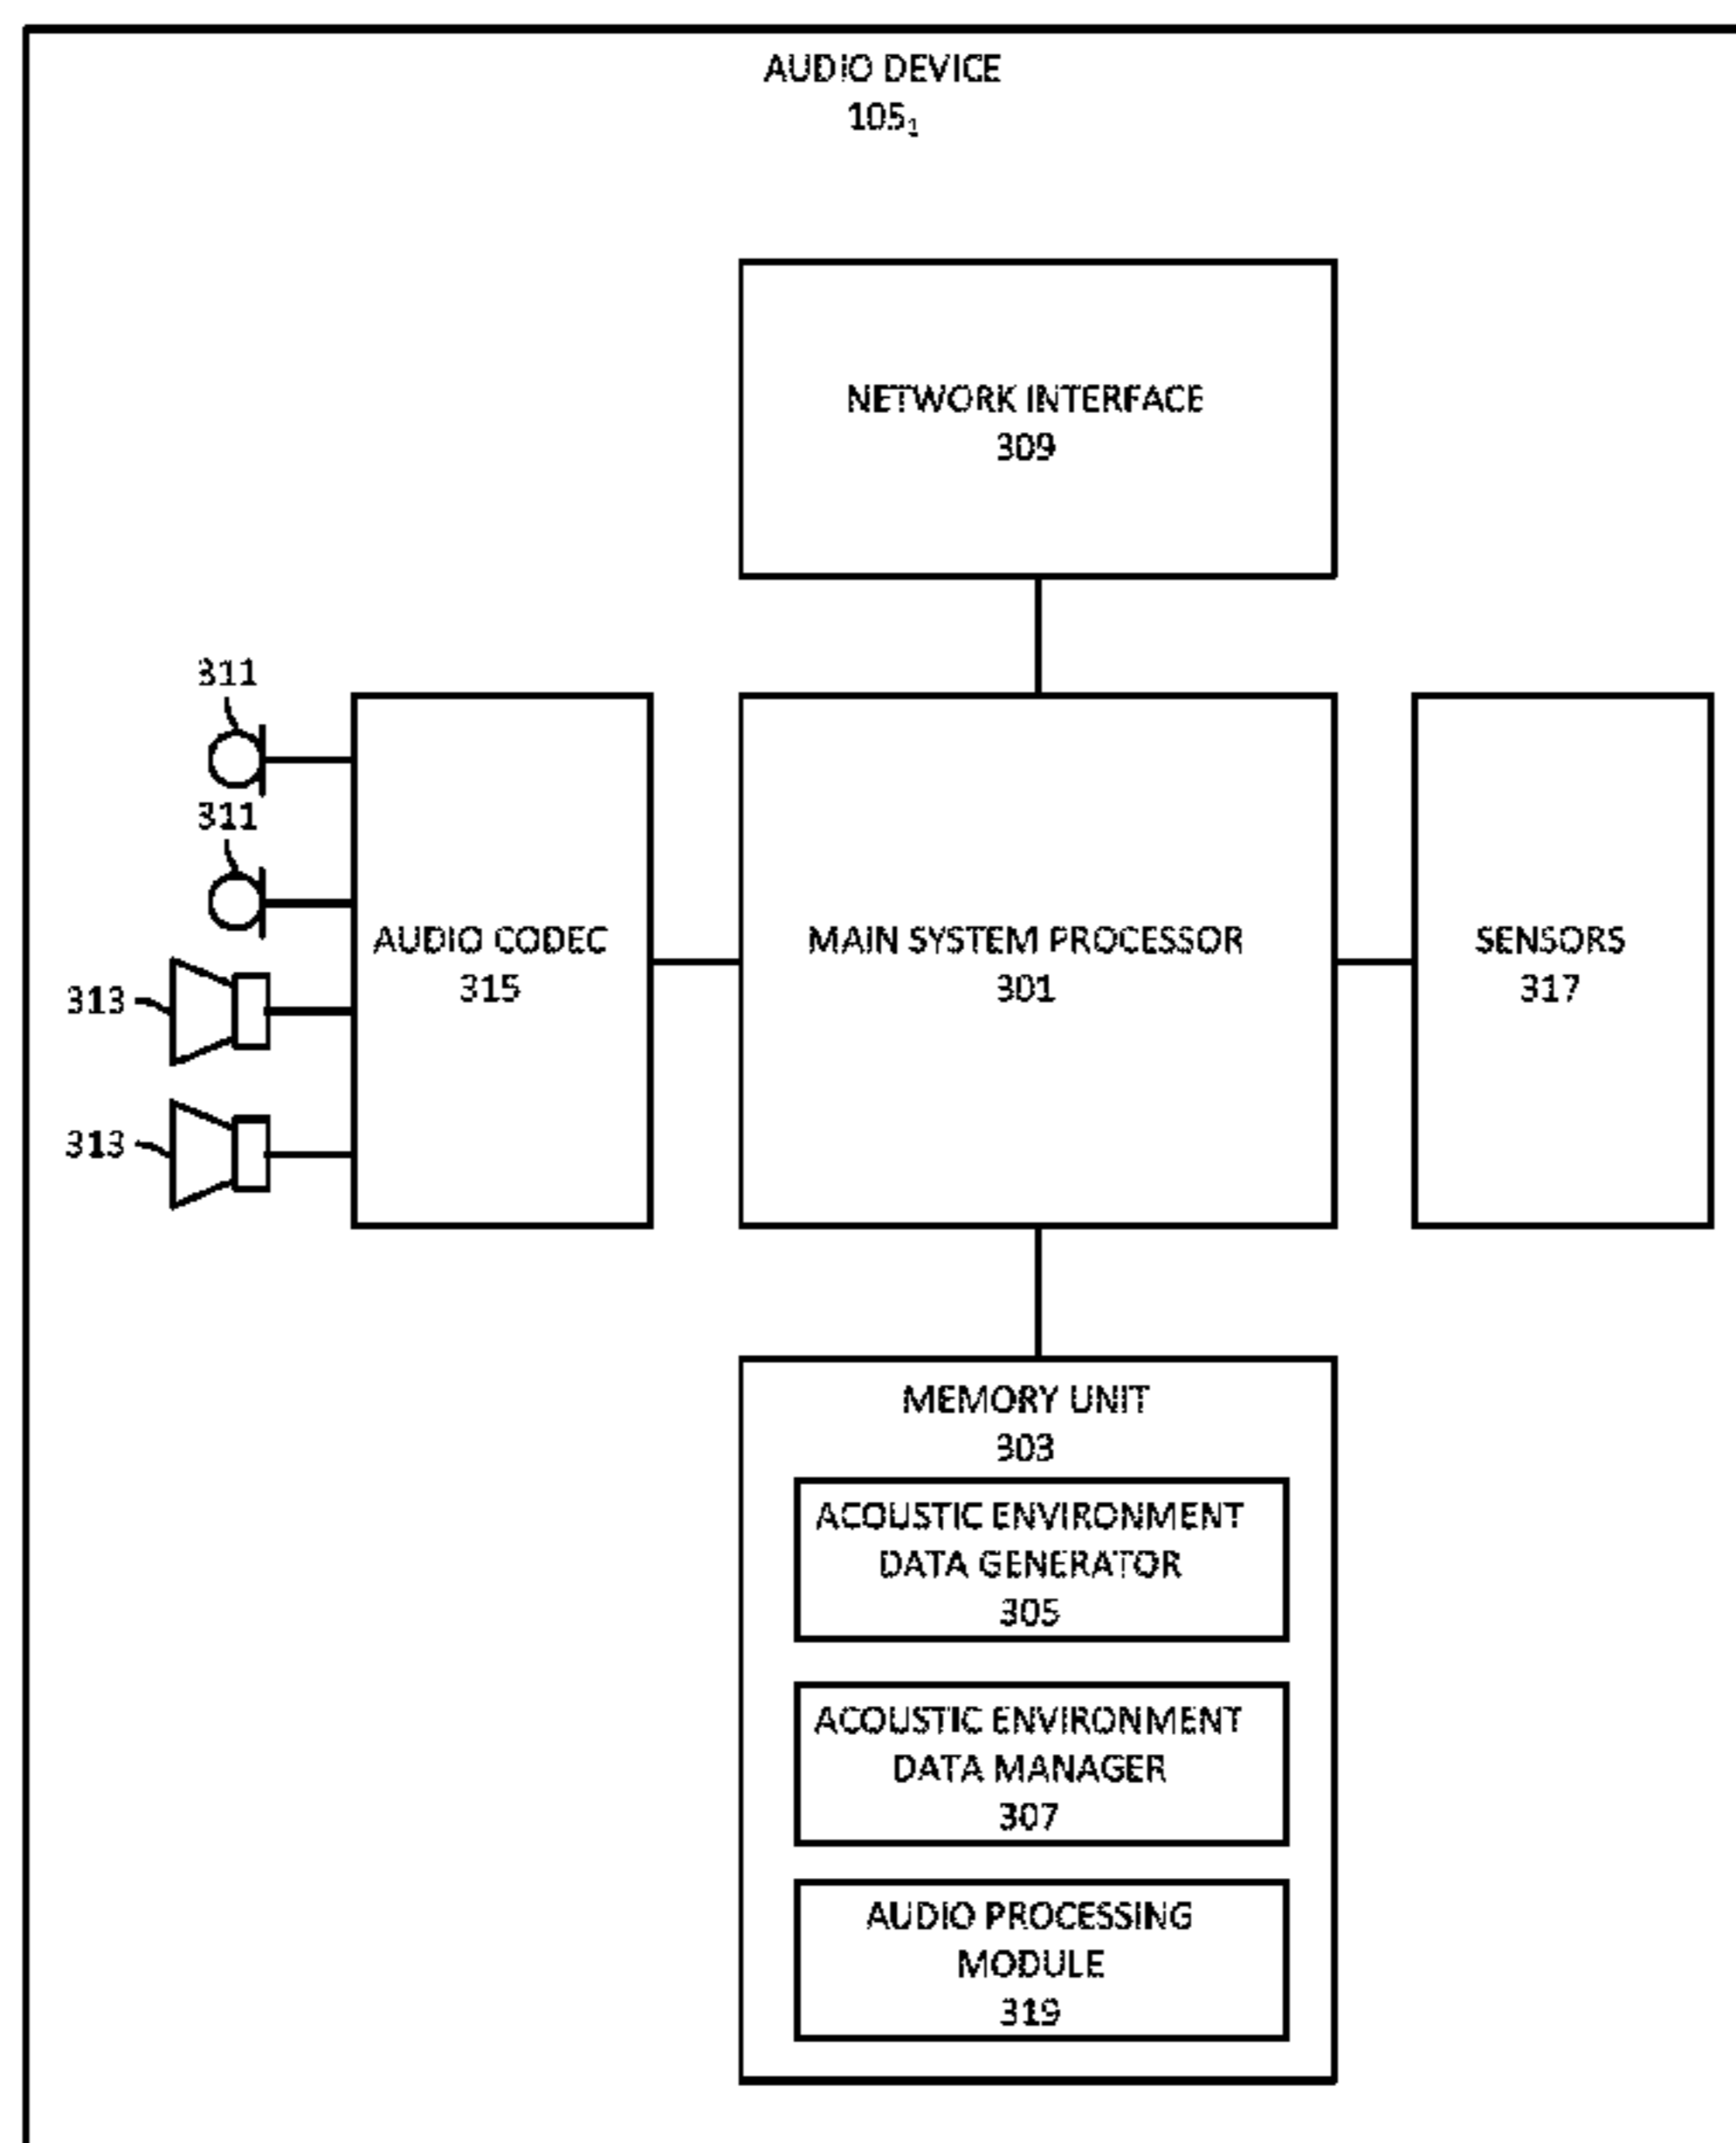 AUDIO DEVICE
105₁
NETWORK INTERFACE
309
311
311
313
313
AUDIO CODEC
315
MAIN SYSTEM PROCESSOR
301
SENSORS
317
MEMORY UNIT
303
ACOUSTIC ENVIRONMENT
DATA GENERATOR
305
ACOUSTIC ENVIRONMENT
DATA MANAGER
307
AUDIO PROCESSING
MODULE
319